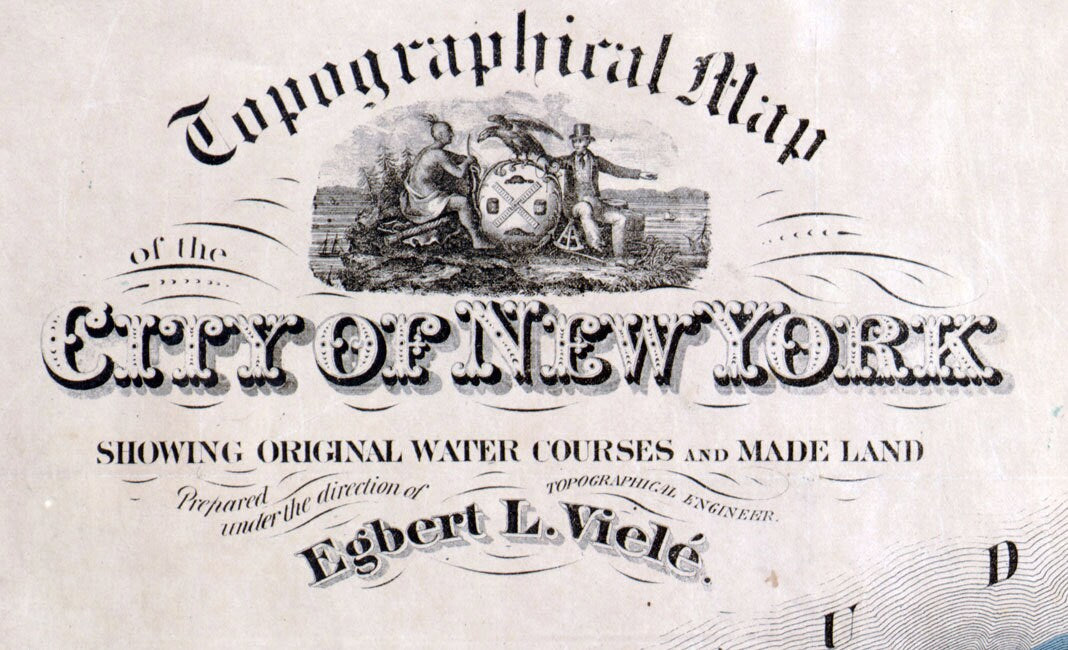 Topographical Map
of the
CITY OF NEW YORK
SHOWING ORIGINAL WATER COURSES AND MADE LAND
Prepared under the direction of
Egbert L. Vielé.
TOPOGRAPHICAL ENGINEER.
D
U